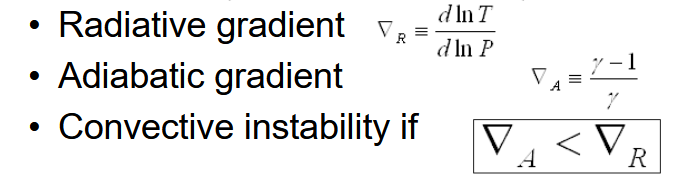 • Radiative gradient ∇_R ≡ d ln T / d ln P
• Adiabatic gradient ∇_A ≡ γ − 1 / γ
• Convective instability if ∇_A < ∇_R